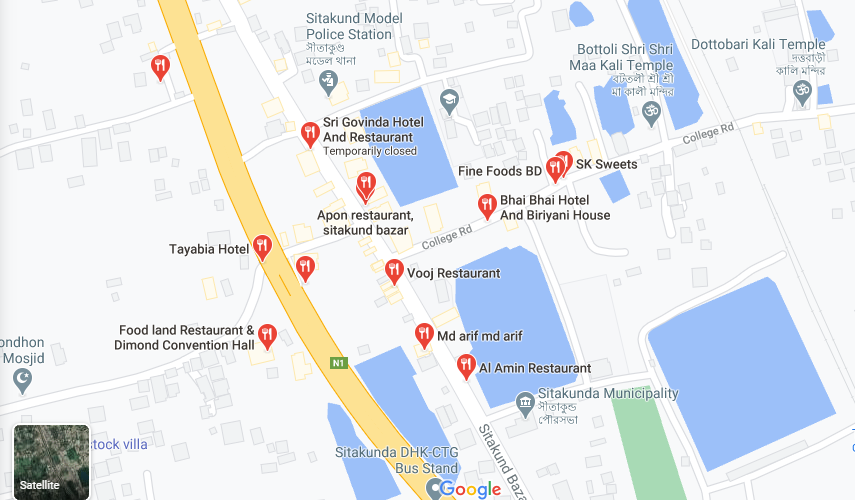 Sitakund Model
Police Station
সীতাকুণ্ড
মডেল থানা
Bottoli Shri Shri
Maa Kali Temple
বটতলী শ্রী শ্রী
মা কালী মন্দির
Dottobari Kali Temple
দত্তবাড়ী
কালি মন্দির
Sri Govinda Hotel
And Restaurant
Temporarily closed
College Rd
Fine Foods BD
SK Sweets
Apon restaurant,
sitakund bazar
Bhai Bhai Hotel
And Biriyani House
College Rd
Tayabia Hotel
Vooj Restaurant
Food land Restaurant &
Dimond Convention Hall
Md arif md arif
ondhon
Mosjid
N1
Al Amin Restaurant
Sitakunda Municipality
সীতাকুন্ড
পৌরসভা
stock villa
Sitakunda DHK-CTG
Bus Stand
Sitakund Baza
Satellite
Google